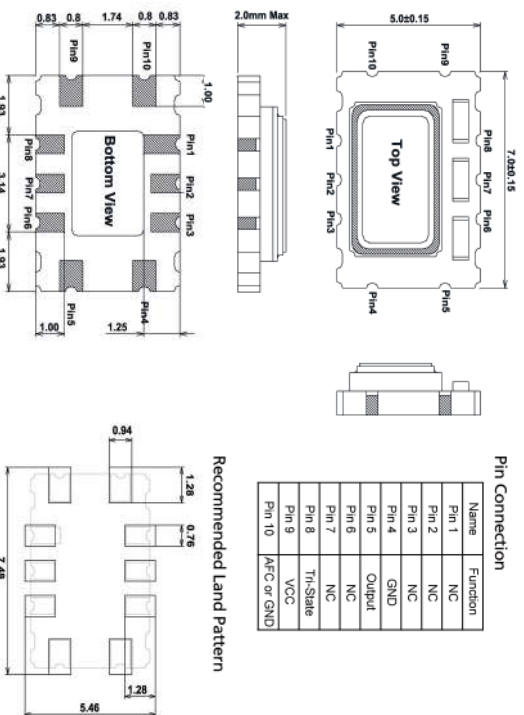 5.0±0.15
7.0±0.15
Top View
Pin10
Pin9
Pin1
Pin2
Pin3
Pin8
Pin7
Pin6
Pin4
Pin5
2.0mm Max
0.83
0.8
1.74
0.8
0.83
Pin9
Pin10
1.00
1.93
3.14
1.93
Bottom View
Pin8
Pin7
Pin6
Pin1
Pin2
Pin3
Pin5
Pin4
1.00
1.25
Pin Connection
Name Function
Pin 1 NC
Pin 2 NC
Pin 3 NC
Pin 4 GND
Pin 5 Output
Pin 6 NC
Pin 7 NC
Pin 8 Tri-State
Pin 9 VCC
Pin 10 AFC or GND
Recommended Land Pattern
0.94
1.28
0.76
7.48
1.28
5.46